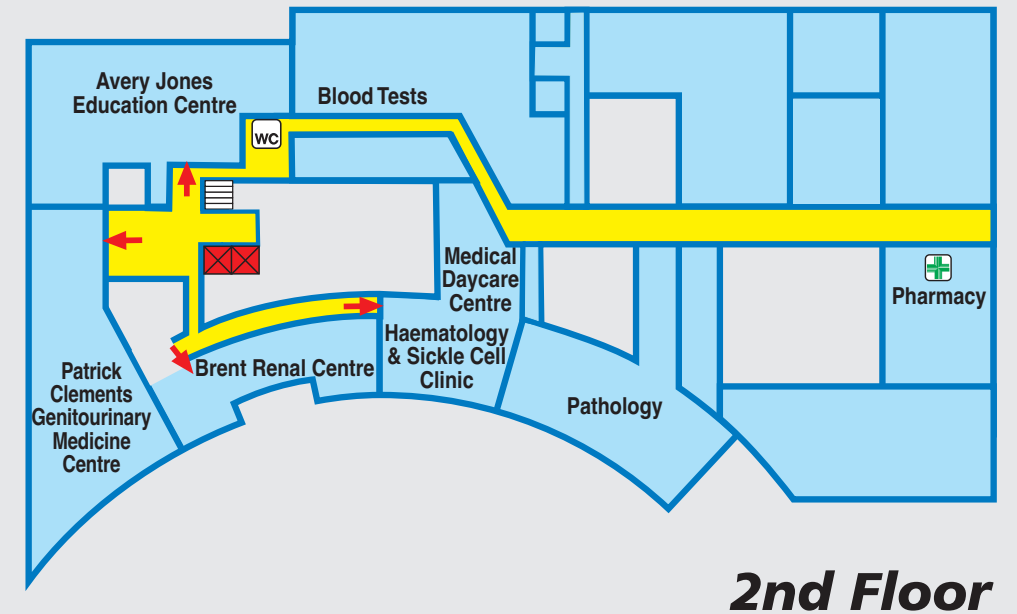 Avery Jones
Education Centre
Blood Tests
WC
Medical
Daycare
Centre
Pharmacy
Haematology
& Sickle Cell
Clinic
Brent Renal Centre
Patrick
Clements
Genitourinary
Medicine
Centre
Pathology
2nd Floor